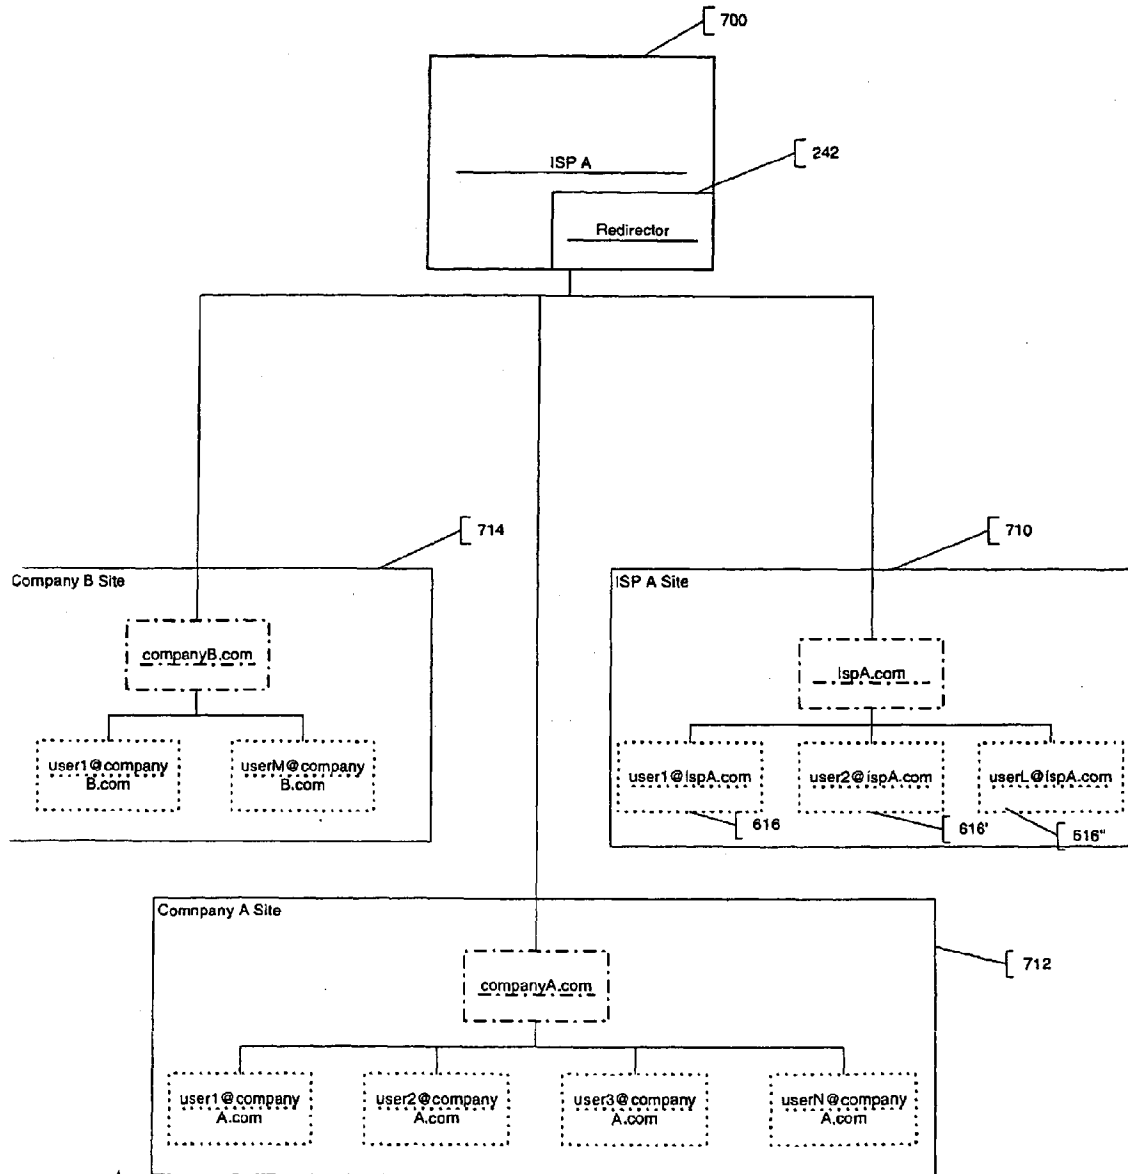 700
242
ISP A
Redirector
714
710
Company B Site
ISP A Site
companyB.com
IspA.com
user1@company
B.com
userM@company
B.com
user1@IspA.com
user2@ispA.com
userL@IspA.com
616
616'
616"
Comnpany A Site
712
companyA.com
user1@company
A.com
user2@company
A.com
user3@company
A.com
userN@company
A.com